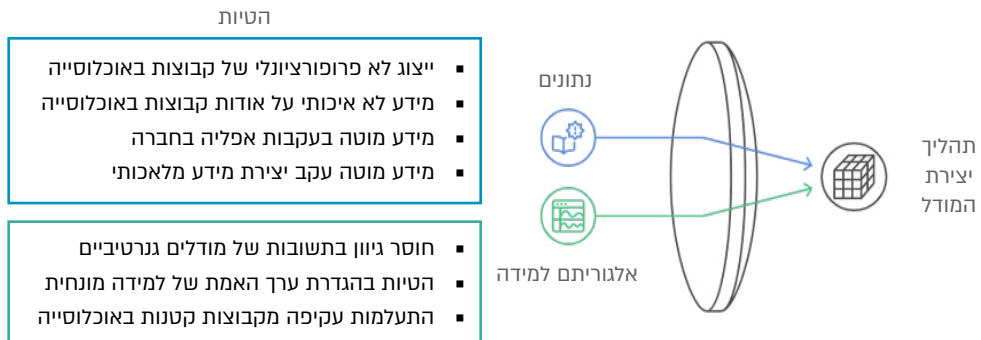 הטיות
ייצוג לא פרופורציונלי של קבוצות באוכלוסייה
מידע לא איכותי על אודות קבוצות באוכלוסייה
מידע מוטה בעקבות אפליה בחברה
מידע מוטה עקב יצירת מידע מלאכותי
חוסר גיוון בתשובות של מודלים גנרטיביים
הטיות בהגדרת ערך האמת של למידה מונחית
התעלמות עקיפה מקבוצות קטנות באוכלוסייה
נתונים
אלגוריתם למידה
תהליך
יצירת
המודל